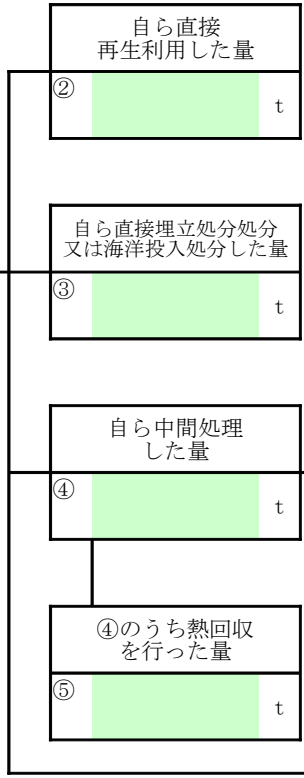 自ら直接
再生利用した量
②
t
自ら直接埋立処分処分
又は海洋投入処分した量
③
t
自ら中間処理
した量
④
t
④のうち熱回収
を行った量
⑤
t